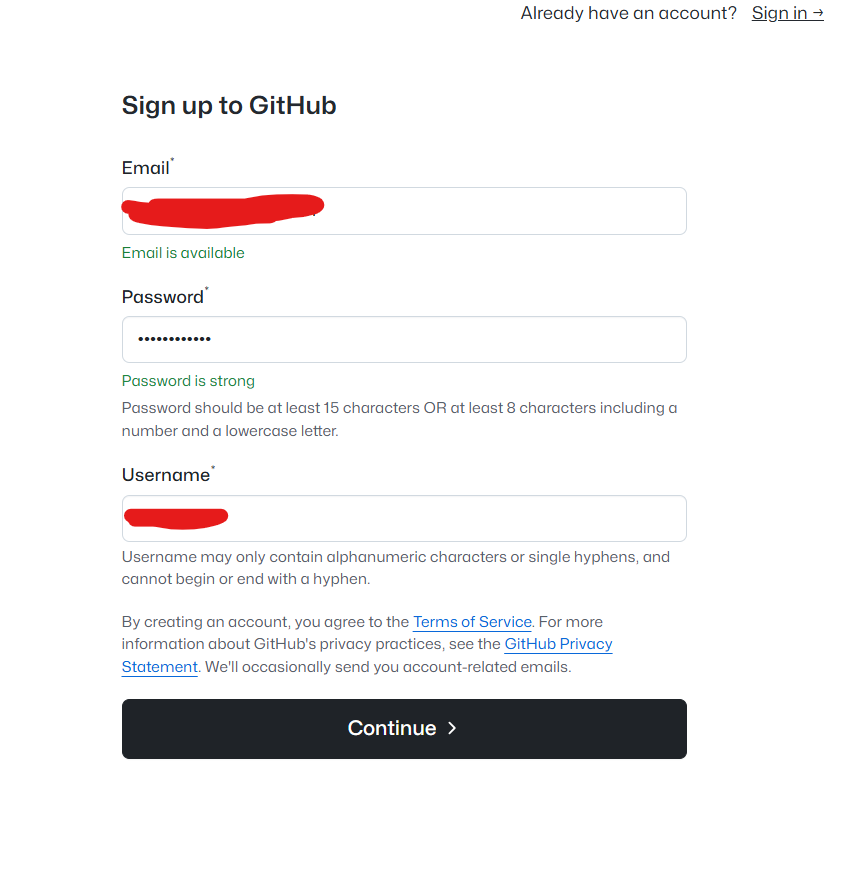 Already have an account? Sign in →
Sign up to GitHub
Email*
Email is available
Password*
••••••••••••
Password is strong
Password should be at least 15 characters OR at least 8 characters including a
number and a lowercase letter.
Username*
Username may only contain alphanumeric characters or single hyphens, and
cannot begin or end with a hyphen.
By creating an account, you agree to the Terms of Service. For more
information about GitHub's privacy practices, see the GitHub Privacy
Statement. We'll occasionally send you account-related emails.
Continue >